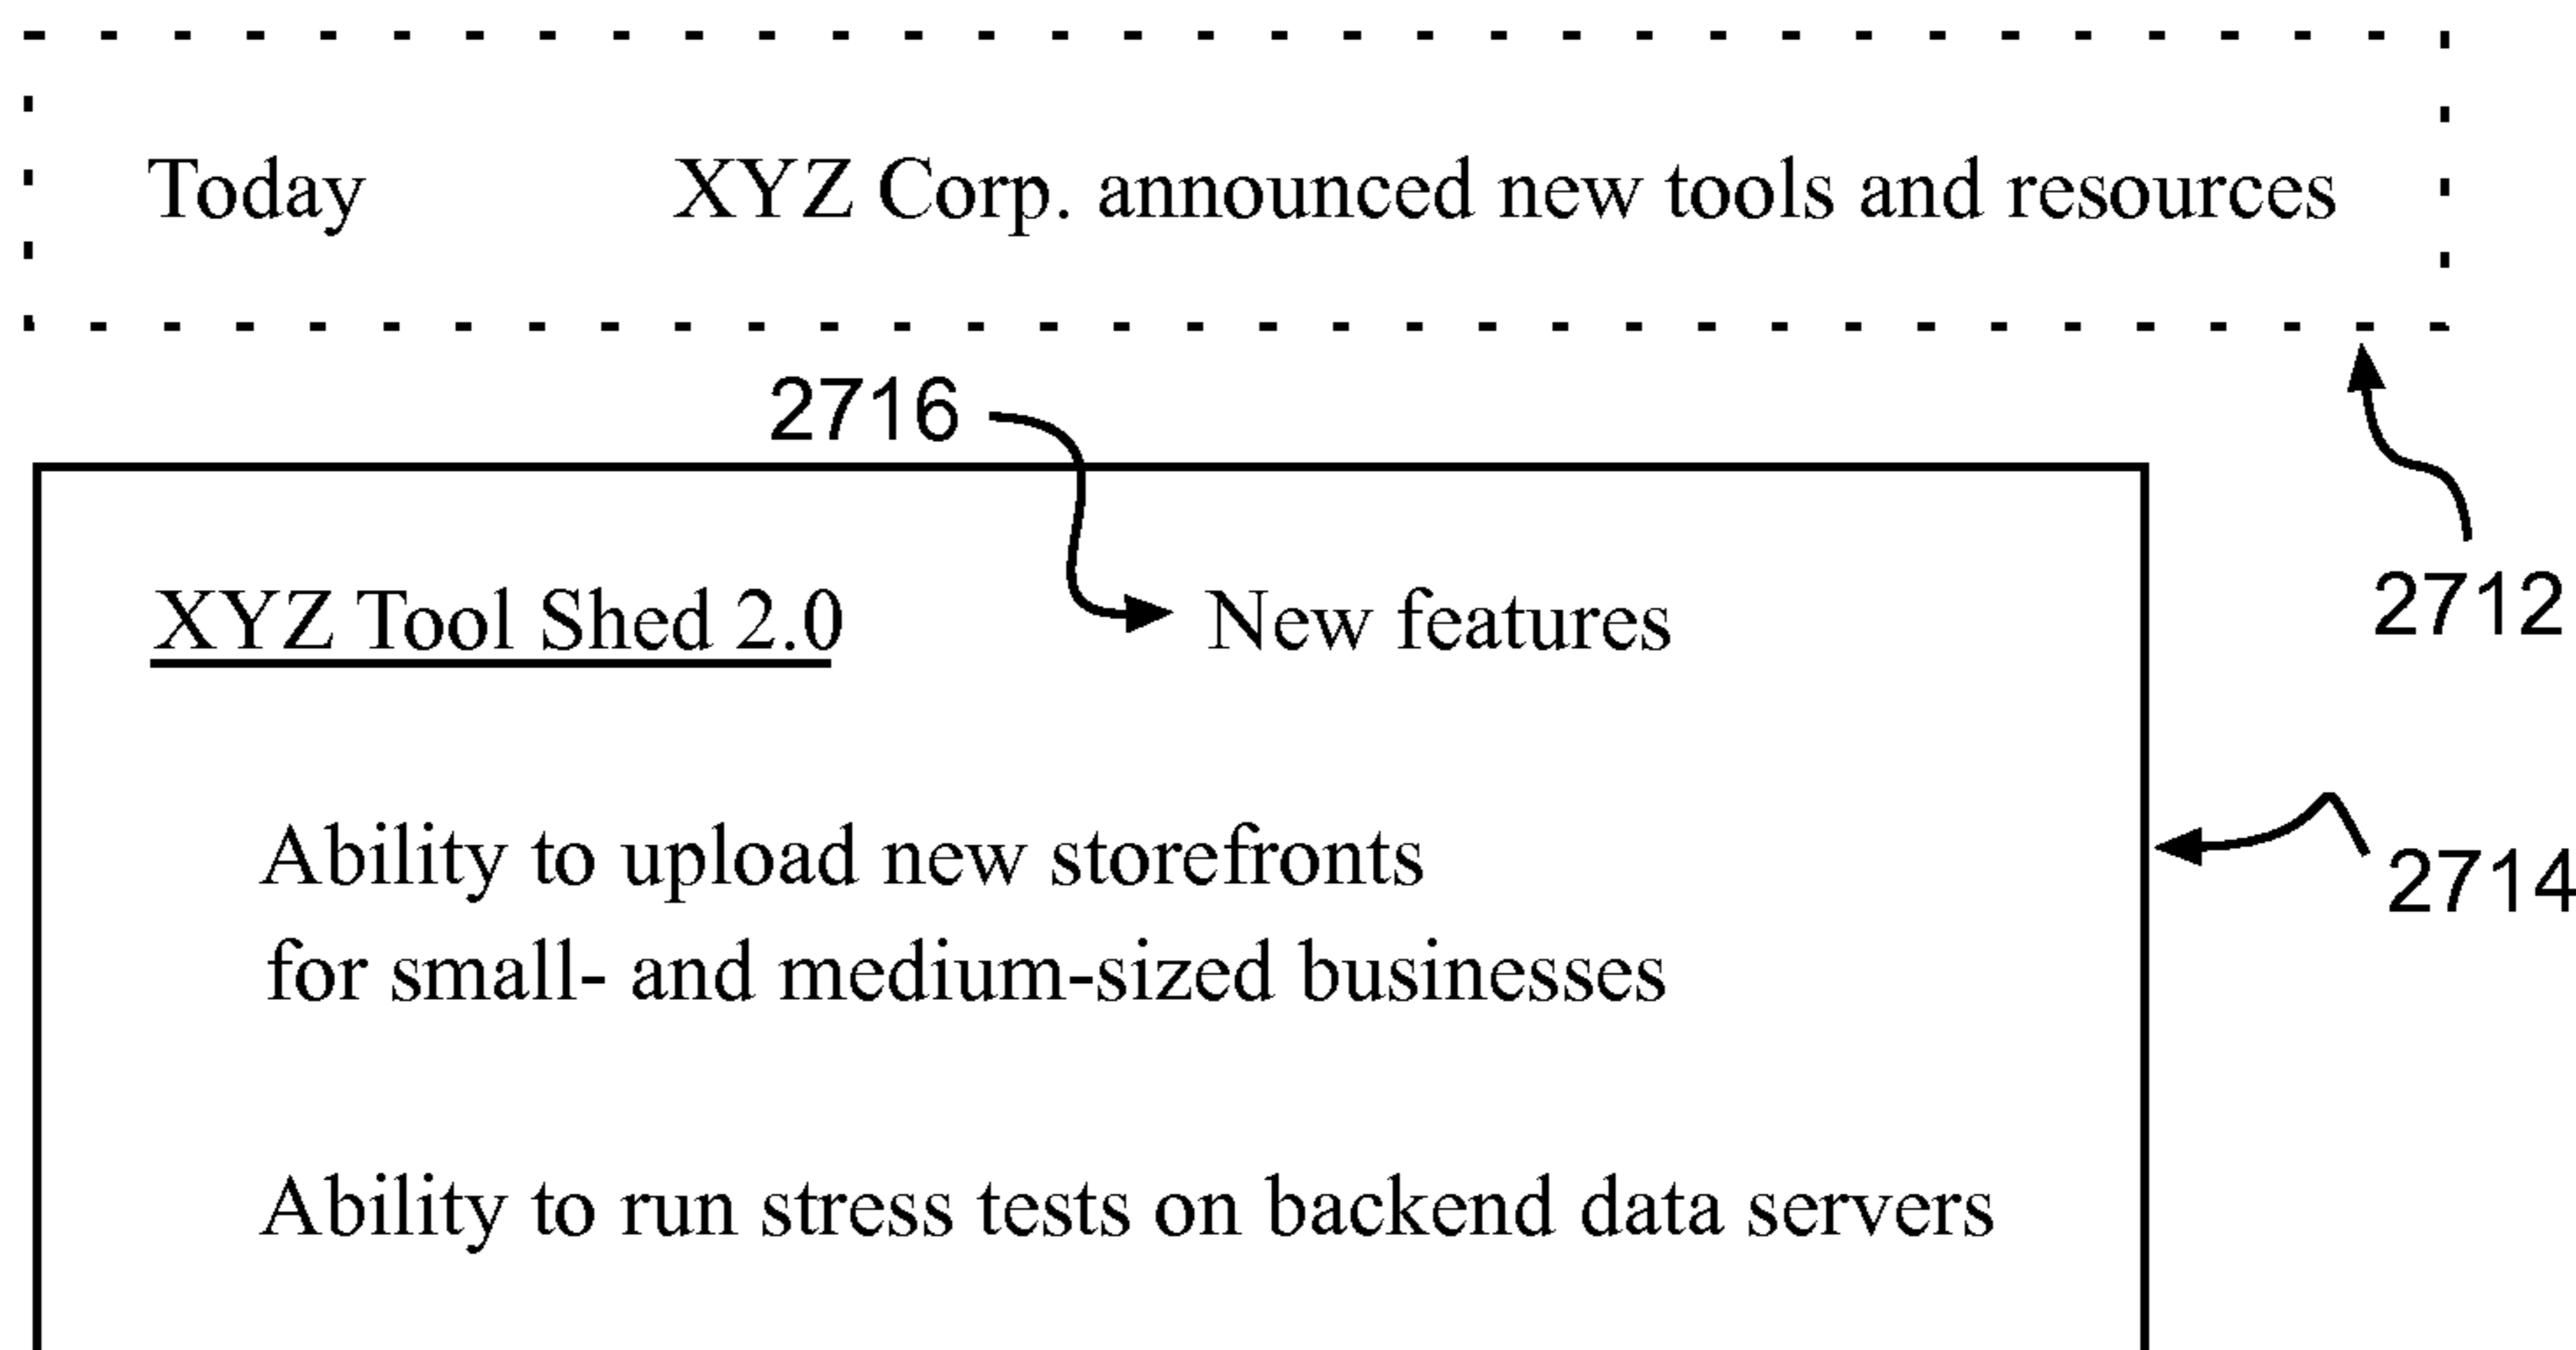 Today XYZ Corp. announced new tools and resources
2716
XYZ Tool Shed 2.0 New features
2712
Ability to upload new storefronts
2714
for small- and medium-sized businesses
Ability to run stress tests on backend data servers